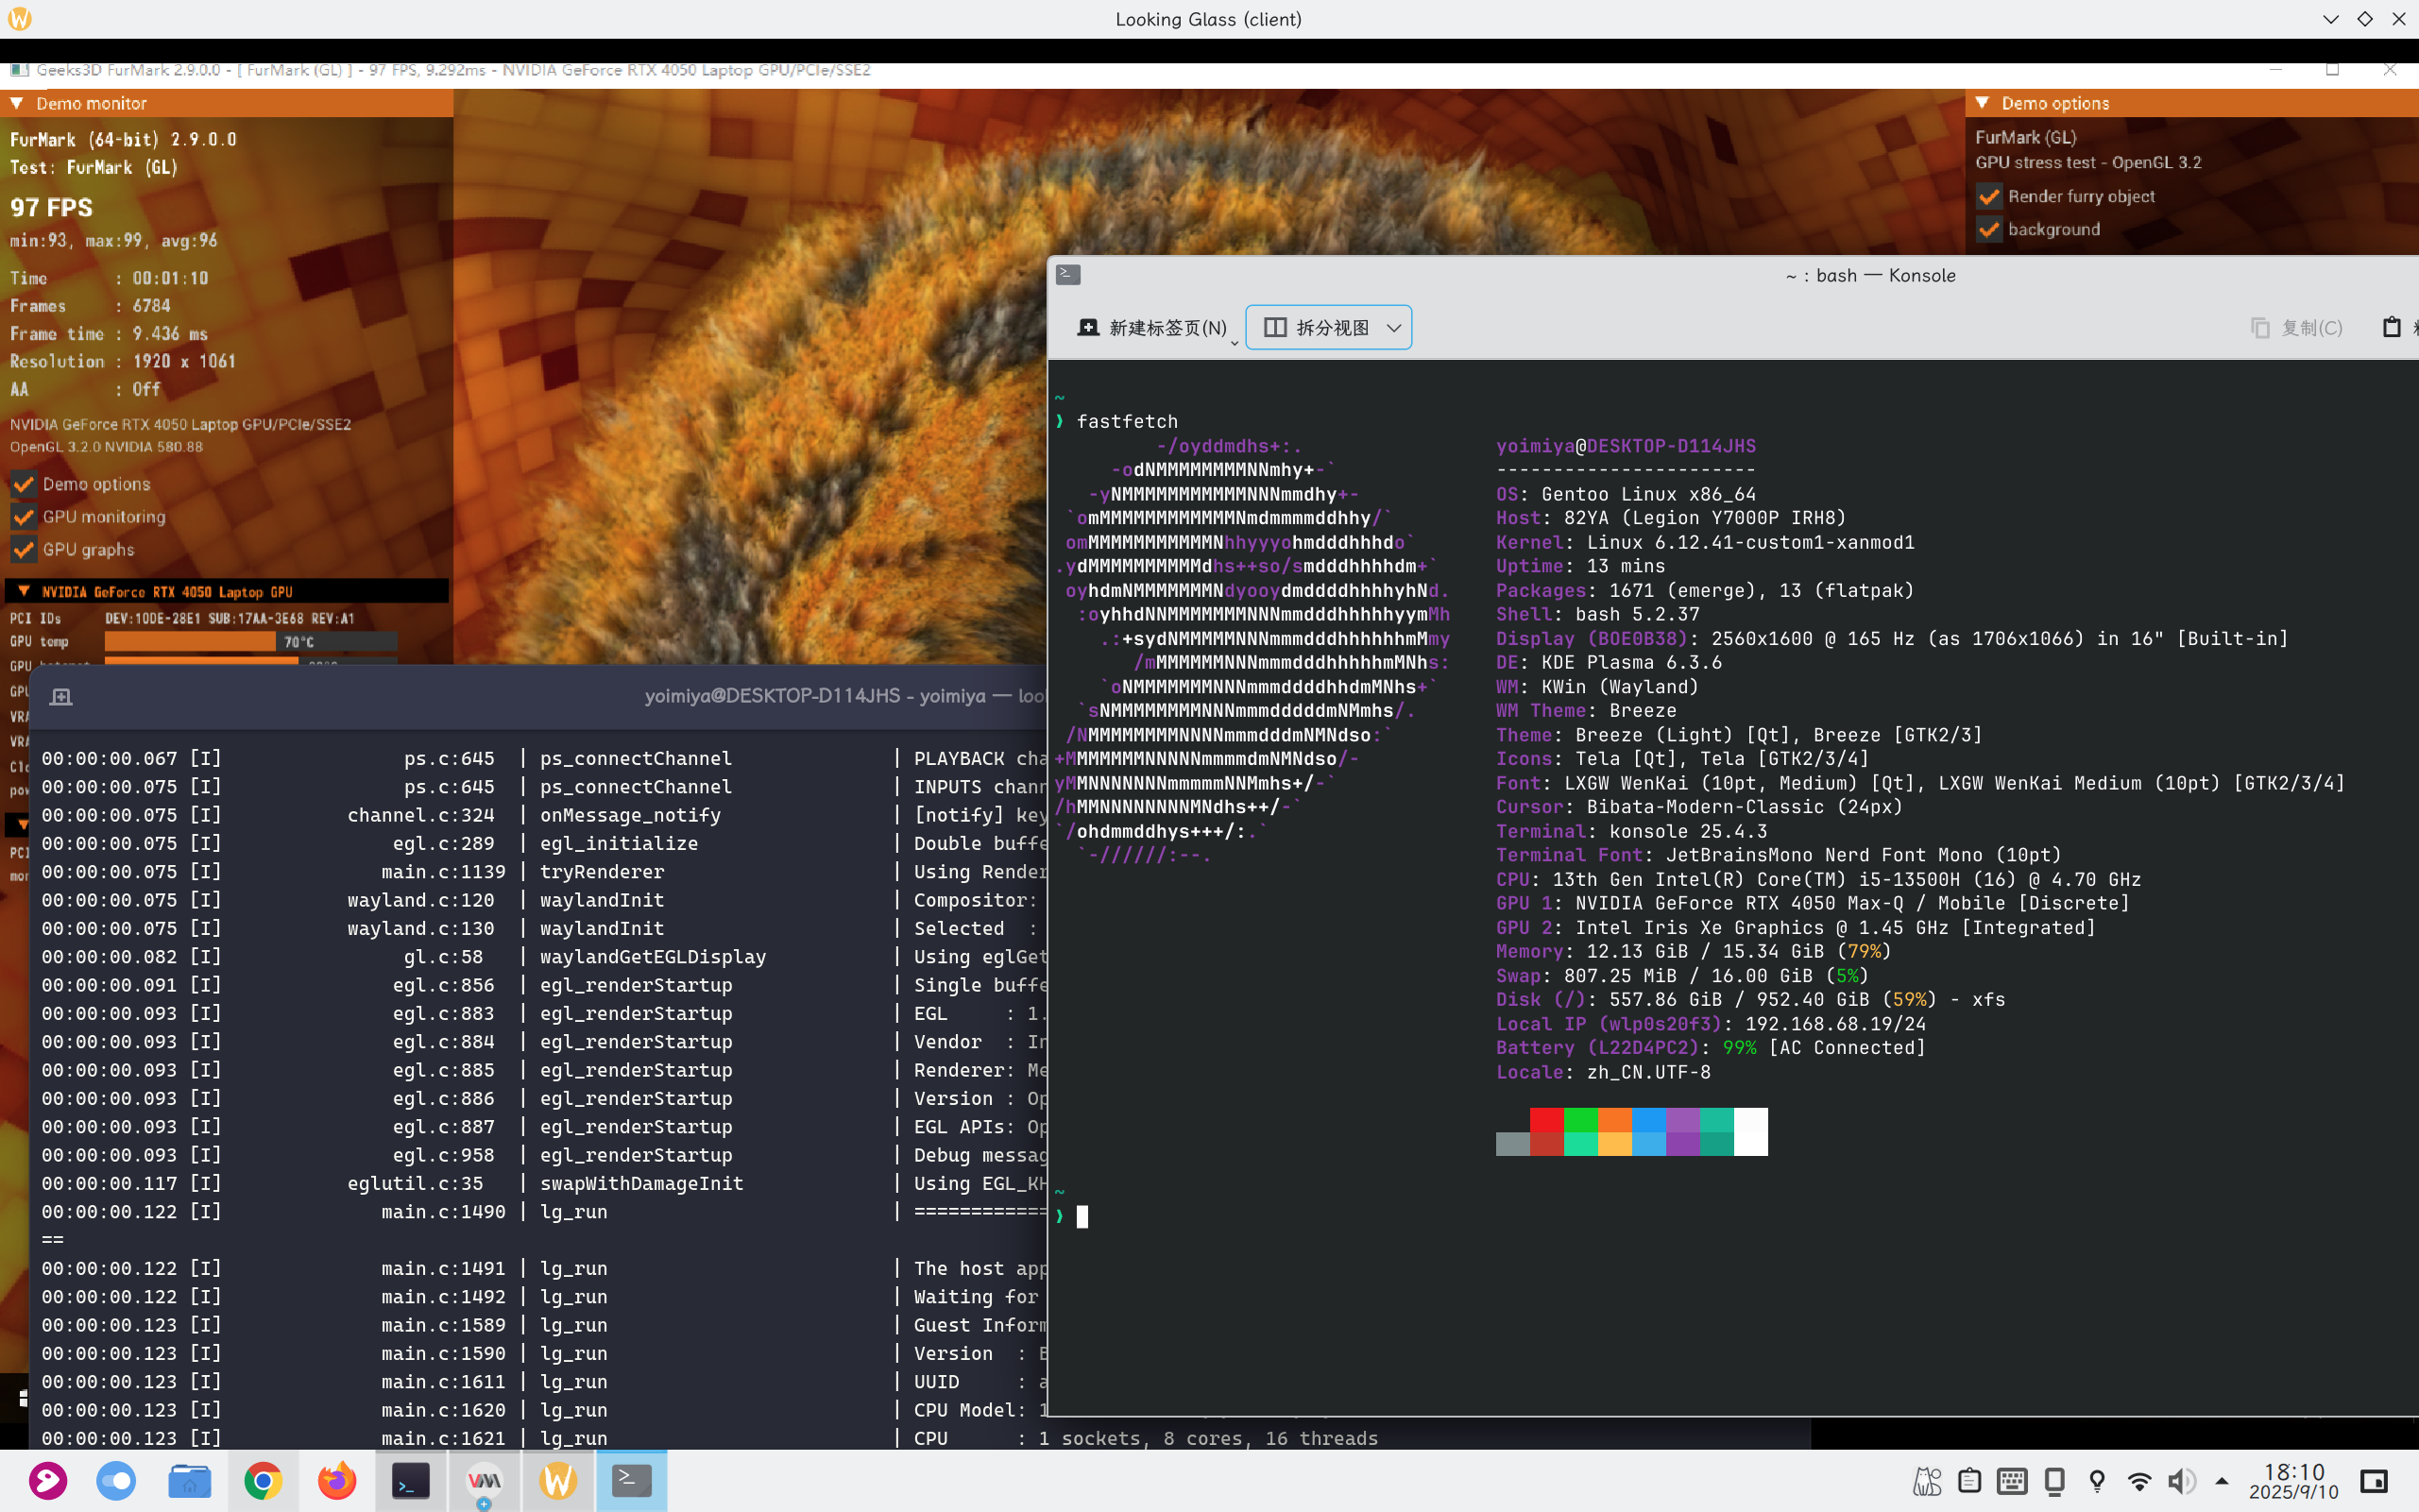 Looking Glass (client)
Geeks3D FurMark 2.9.0.0 - [ FurMark (GL) ] - 97 FPS, 9.292ms - NVIDIA GeForce RTX 4050 Laptop GPU/PCIe/SSE2
Demo monitor
FurMark (64-bit) 2.9.0.0
Test: FurMark (GL)
97 FPS
min:93, max:99, avg:96
Time : 00:01:10
Frames : 6784
Frame time : 9.436 ms
Resolution : 1920 x 1061
AA : Off
NVIDIA GeForce RTX 4050 Laptop GPU/PCIe/SSE2
OpenGL 3.2.0 NVIDIA 580.88
Demo options
GPU monitoring
GPU graphs
NVIDIA GeForce RTX 4050 Laptop GPU
PCI IDs DEV:10DE-28E1 SUB:17AA-3E68 REV:A1
GPU temp 70°C
GPU
Demo options
FurMark (GL)
GPU stress test - OpenGL 3.2
Render furry object
background
yoimiya@DESKTOP-D114JHS - yoimiya — loo
00:00:00.067 [I] ps.c:645 | ps_connectChannel | PLAYBACK cha
00:00:00.075 [I] ps.c:645 | ps_connectChannel | INPUTS chann
00:00:00.075 [I] channel.c:324 | onMessage_notify | [notify] key
00:00:00.075 [I] egl.c:289 | egl_initialize | Double buffe
00:00:00.075 [I] main.c:1139 | tryRenderer | Using Render
00:00:00.075 [I] wayland.c:120 | waylandInit | Compositor:
00:00:00.075 [I] wayland.c:130 | waylandInit | Selected :
00:00:00.082 [I] gl.c:58 | waylandGetEGLDisplay | Using eglGet
00:00:00.091 [I] egl.c:856 | egl_renderStartup | Single buffe
00:00:00.093 [I] egl.c:883 | egl_renderStartup | EGL : 1.
00:00:00.093 [I] egl.c:884 | egl_renderStartup | Vendor : In
00:00:00.093 [I] egl.c:885 | egl_renderStartup | Renderer: Me
00:00:00.093 [I] egl.c:886 | egl_renderStartup | Version : Op
00:00:00.093 [I] egl.c:887 | egl_renderStartup | EGL APIs: Op
00:00:00.093 [I] egl.c:958 | egl_renderStartup | Debug messag
00:00:00.117 [I] eglutil.c:35 | swapWithDamageInit | Using EGL_KH
00:00:00.122 [I] main.c:1490 | lg_run | ============
==
00:00:00.122 [I] main.c:1491 | lg_run | The host app
00:00:00.122 [I] main.c:1492 | lg_run | Waiting for
00:00:00.123 [I] main.c:1589 | lg_run | Guest Inform
00:00:00.123 [I] main.c:1590 | lg_run | Version : B
00:00:00.123 [I] main.c:1611 | lg_run | UUID : a
00:00:00.123 [I] main.c:1620 | lg_run | CPU Model: 1
00:00:00.123 [I] main.c:1621 | lg_run | CPU : 1 sockets, 8 cores, 16 threads
~ : bash — Konsole
新建标签页(N)
拆分视图
复制(C)
~
❯ fastfetch
-/oyddmdhs+:.
-odNMMMMMMMMNNmhy+-`
-yNMMMMMMMMMMMNNNmmdhy+-
`omMMMMMMMMMMMMNmdmmmmddhhy/`
omMMMMMMMMMMMNhhyyyohmdddhhhdo`
.ydMMMMMMMMMMdhs++so/smdddhhhhdm+`
oyhdmNMMMMMMMNdyooydmddddhhhhyhNd.
:oyhhdNNMMMMMMMNNNmmdddhhhhhyymMh
.:+sydNMMMMMNNNmmmdddhhhhhhmMmy
/mMMMMMMNNNmmmdddhhhhhmMNhs:
`oNMMMMMMMNNNmmmddddhhdmMNhs+`
`sNMMMMMMMMNNNmmmdddddmNMmhs/.
/NMMMMMMMMNNNNmmmdddmNMNdso:`
+MMMMMMMNNNNNmmmmdmNMNdso/-
yMMNNNNNNNmmmmmNNMmhs+/-`
/hMMNNNNNNNNMNdhs++/-`
`/ohdmmddhys+++/:.`
`-//////:--.
yoimiya@DESKTOP-D114JHS
-----------------------
OS: Gentoo Linux x86_64
Host: 82YA (Legion Y7000P IRH8)
Kernel: Linux 6.12.41-custom1-xanmod1
Uptime: 13 mins
Packages: 1671 (emerge), 13 (flatpak)
Shell: bash 5.2.37
Display (BOE0B38): 2560x1600 @ 165 Hz (as 1706x1066) in 16" [Built-in]
DE: KDE Plasma 6.3.6
WM: KWin (Wayland)
WM Theme: Breeze
Theme: Breeze (Light) [Qt], Breeze [GTK2/3]
Icons: Tela [Qt], Tela [GTK2/3/4]
Font: LXGW WenKai (10pt, Medium) [Qt], LXGW WenKai Medium (10pt) [GTK2/3/4]
Cursor: Bibata-Modern-Classic (24px)
Terminal: konsole 25.4.3
Terminal Font: JetBrainsMono Nerd Font Mono (10pt)
CPU: 13th Gen Intel(R) Core(TM) i5-13500H (16) @ 4.70 GHz
GPU 1: NVIDIA GeForce RTX 4050 Max-Q / Mobile [Discrete]
GPU 2: Intel Iris Xe Graphics @ 1.45 GHz [Integrated]
Memory: 12.13 GiB / 15.34 GiB (79%)
Swap: 807.25 MiB / 16.00 GiB (5%)
Disk (/): 557.86 GiB / 952.40 GiB (59%) - xfs
Local IP (wlp0s20f3): 192.168.68.19/24
Battery (L22D4PC2): 99% [AC Connected]
Locale: zh_CN.UTF-8
~
❯
18:10
2025/9/10